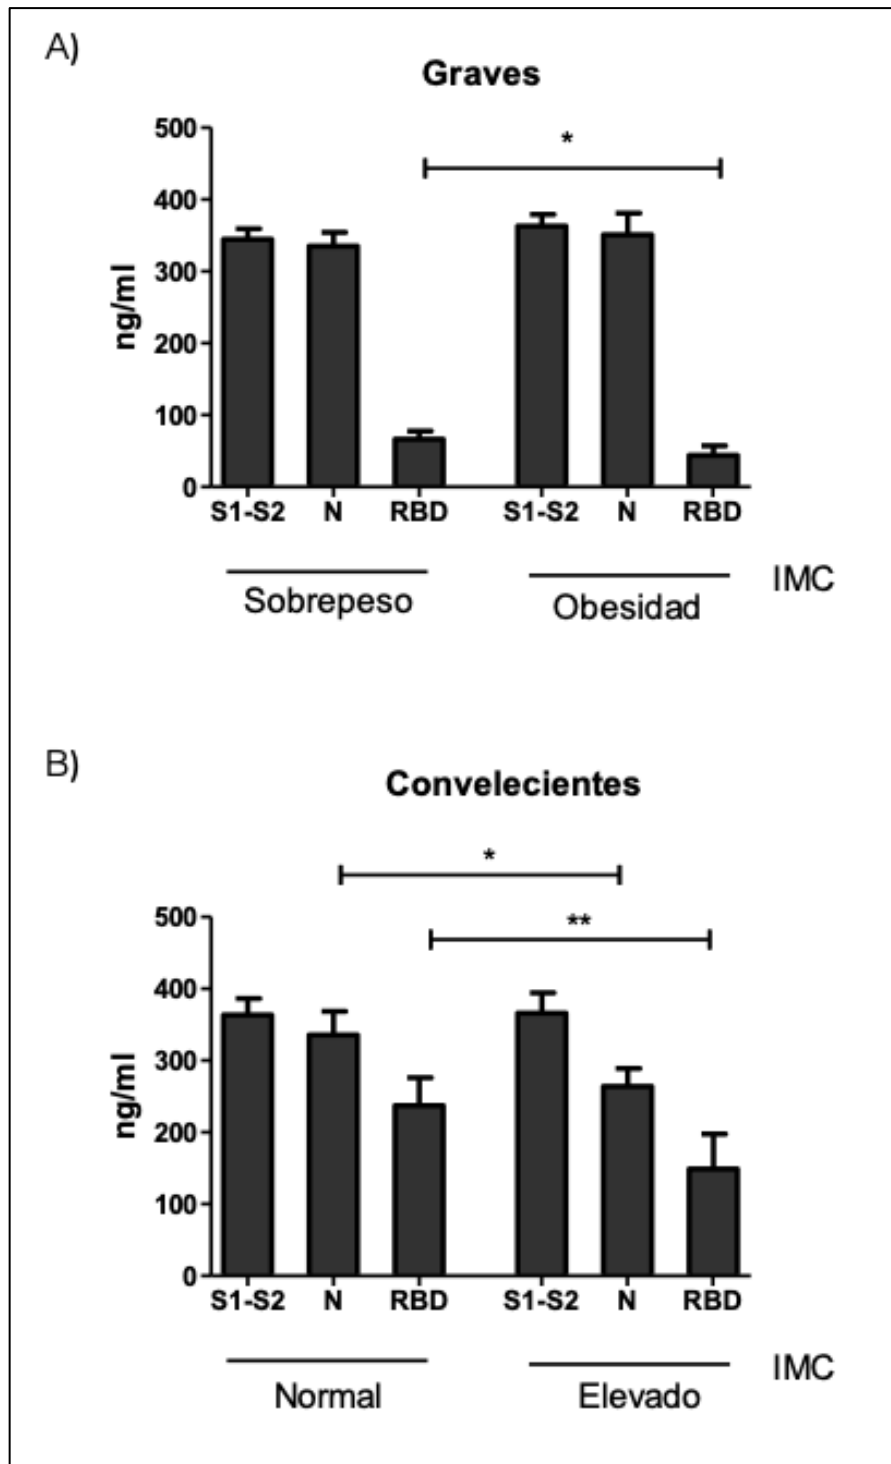 A)
Graves
*
500
400
300
200
100
0
ng/ml
S1-S2 N RBD S1-S2 N RBD
IMC
Sobrepeso Obesidad
B)
Convelecientes
*
**
500
400
300
200
100
0
ng/ml
S1-S2 N RBD S1-S2 N RBD
IMC
Normal Elevado